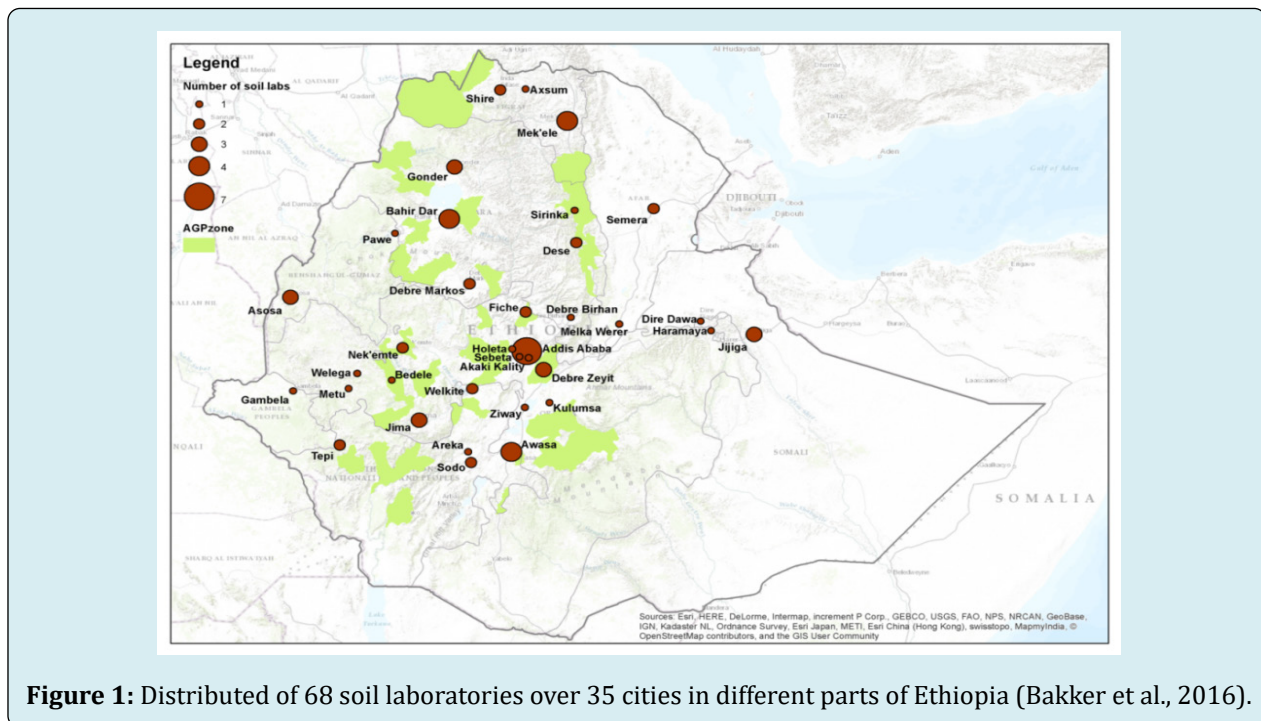 Legend
Number of soil labs
1
2
3
4
7
AGPzone
Shire
Axsum
Mek'ele
Gonder
Bahir Dar
Sirinka
Semera
Pawe
Dese
DJIBOUTI
Djibouti
Gulf of Aden
Debre Markos
Asosa
Fiche
Debre Birhan
Melka Werer
Dire Dawa
Haramaya
Jijiga
Nek'emte
Holeta
Sebeta
Addis Ababa
Akaki Kality
Debre Zeyit
Welega
Bedele
Gambela
Metu
Welkite
Ziway
Kulumsa
Jima
Tepi
Areka
Awasa
Sodo
SOMALI
SOMALIA
Sources: Esri, HERE, DeLorme, Intermap, increment P Corp., GEBCO, USGS, FAO, NPS, NRCAN, GeoBase,
IGN, Kadaster NL, Ordnance Survey, Esri Japan, METI, Esri China (Hong Kong), swisstopo, MapmyIndia, ©
OpenStreetMap contributors, and the GIS User Community
Figure 1: Distributed of 68 soil laboratories over 35 cities in different parts of Ethiopia (Bakker et al., 2016).